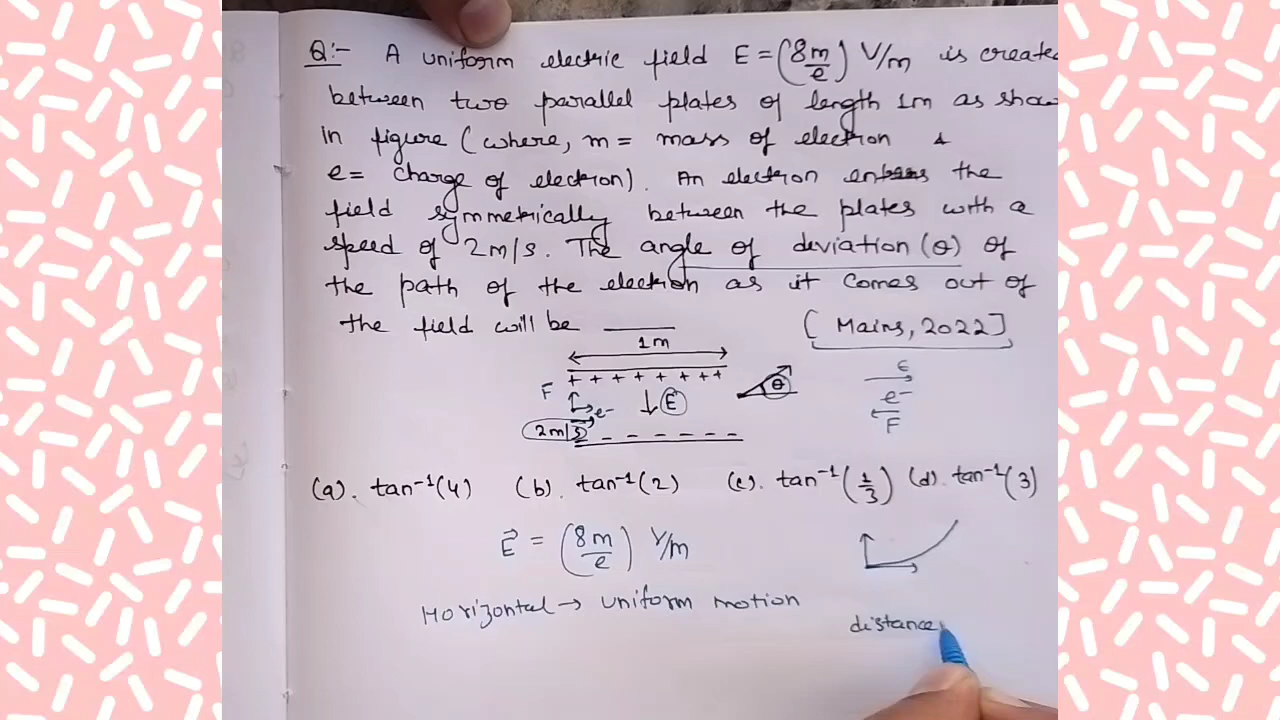 Q:- A uniform electric field E = (8m/e) V/m is created
between two parallel plates of length 1m as show
in figure (where, m = mass of electron &
e = charge of electron). An electron enters the
field symmetrically between the plates with a
speed of 2m/s. The angle of deviation (θ) of
the path of the electron as it comes out of
the field will be ______
[Mains, 2022]
1m
+ + + + + + + +
F e- ↓ E θ
2m/s _ _ _ _ _ _
E
e-
F
(a). tan⁻¹(4) (b). tan⁻¹(2) (c). tan⁻¹(1/3) (d). tan⁻¹(3)
E⃗ = (8m/e) V/m
Horizontal → uniform motion
distance